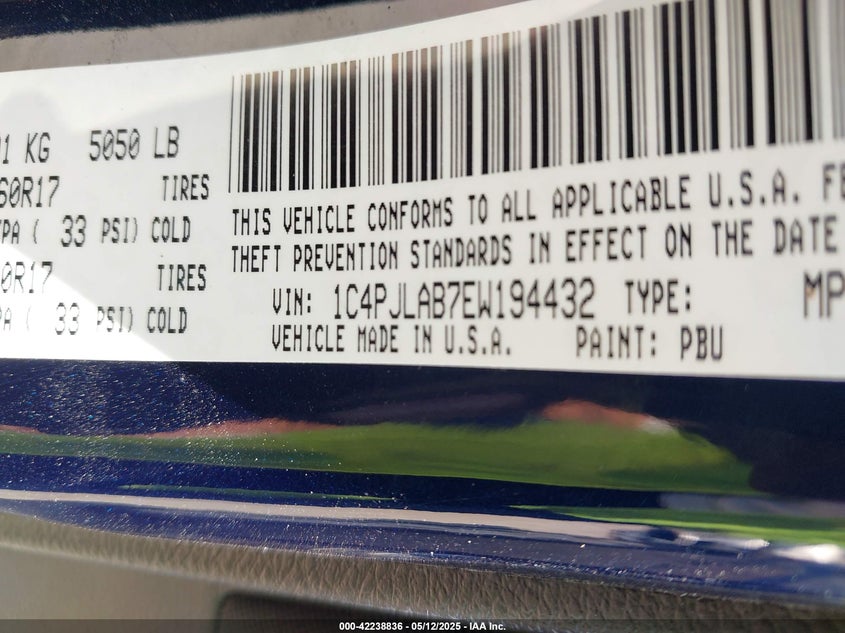 1 KG 5050 LB
60R17 TIRES
PA ( 33 PSI) COLD
0R17 TIRES
PA ( 33 PSI) COLD
THIS VEHICLE CONFORMS TO ALL APPLICABLE U.S.A. FE
THEFT PREVENTION STANDARDS IN EFFECT ON THE DATE
VIN: 1C4PJLAB7EW194432 TYPE: MP
VEHICLE MADE IN U.S.A. PAINT: PBU
000-42238836 - 05/12/2025 - IAA Inc.